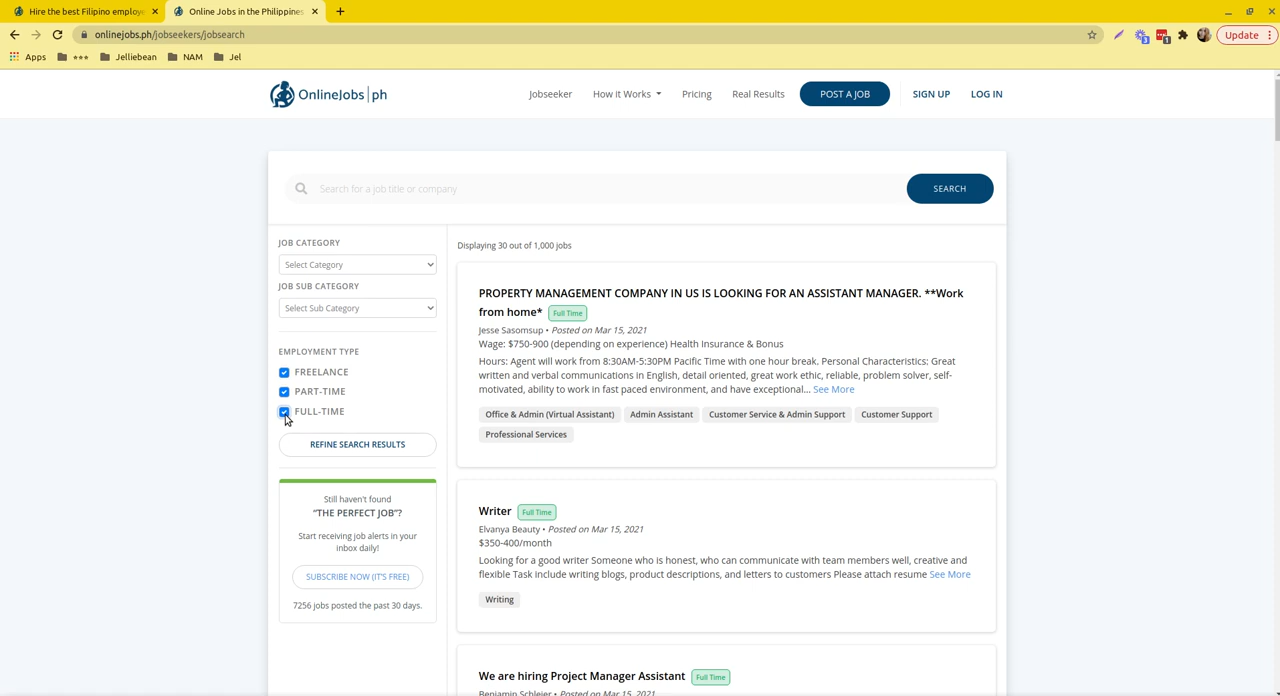 Hire the best Filipino employe
Online Jobs in the Philippines
onlinejobs.ph/jobseekers/jobsearch
3
1
Update
Apps
***
Jelliebean
NAM
Jel
OnlineJobs ph
Jobseeker
How it Works
Pricing
Real Results
POST A JOB
SIGN UP
LOG IN
Search for a job title or company
SEARCH
JOB CATEGORY
Select Category
JOB SUB CATEGORY
Select Sub Category
EMPLOYMENT TYPE
FREELANCE
PART-TIME
FULL-TIME
REFINE SEARCH RESULTS
Still haven't found
"THE PERFECT JOB"?
Start receiving job alerts in your
inbox daily!
SUBSCRIBE NOW (IT'S FREE)
7256 jobs posted the past 30 days.
Displaying 30 out of 1,000 jobs
PROPERTY MANAGEMENT COMPANY IN US IS LOOKING FOR AN ASSISTANT MANAGER. **Work
from home* Full Time
Jesse Sasomsup • Posted on Mar 15, 2021
Wage: $750-900 (depending on experience) Health Insurance & Bonus
Hours: Agent will work from 8:30AM-5:30PM Pacific Time with one hour break. Personal Characteristics: Great
written and verbal communications in English, detail oriented, great work ethic, reliable, problem solver, self-
motivated, ability to work in fast paced environment, and have exceptional... See More
Office & Admin (Virtual Assistant) Admin Assistant Customer Service & Admin Support Customer Support
Professional Services
Writer Full Time
Elvanya Beauty • Posted on Mar 15, 2021
$350-400/month
Looking for a good writer Someone who is honest, who can communicate with team members well, creative and
flexible Task include writing blogs, product descriptions, and letters to customers Please attach resume See More
Writing
We are hiring Project Manager Assistant Full Time
Benjamin Schleier • Posted on Mar 15, 2021